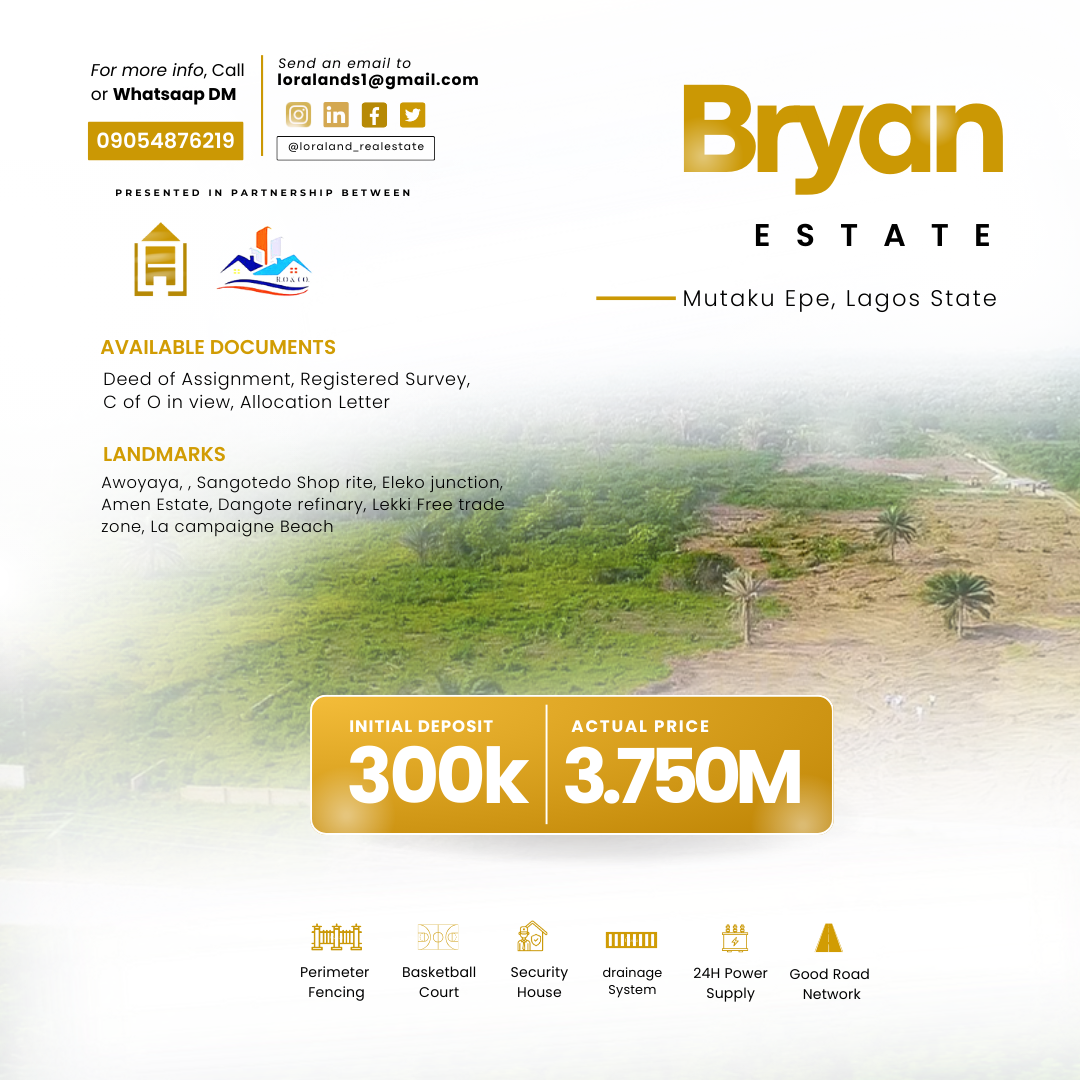 For more info, Call
or Whatsaap DM
09054876219
Send an email to
loralands1@gmail.com
@loraland_realestate
PRESENTED IN PARTNERSHIP BETWEEN
Bryan
ESTATE
Mutaku Epe, Lagos State
AVAILABLE DOCUMENTS
Deed of Assignment, Registered Survey,
C of O in view, Allocation Letter
LANDMARKS
Awoyaya, , Sangotedo Shop rite, Eleko junction,
Amen Estate, Dangote refinary, Lekki Free trade
zone, La campaigne Beach
INITIAL DEPOSIT
300k
ACTUAL PRICE
3.750M
Perimeter
Fencing
Basketball
Court
Security
House
drainage
System
24H Power
Supply
Good Road
Network